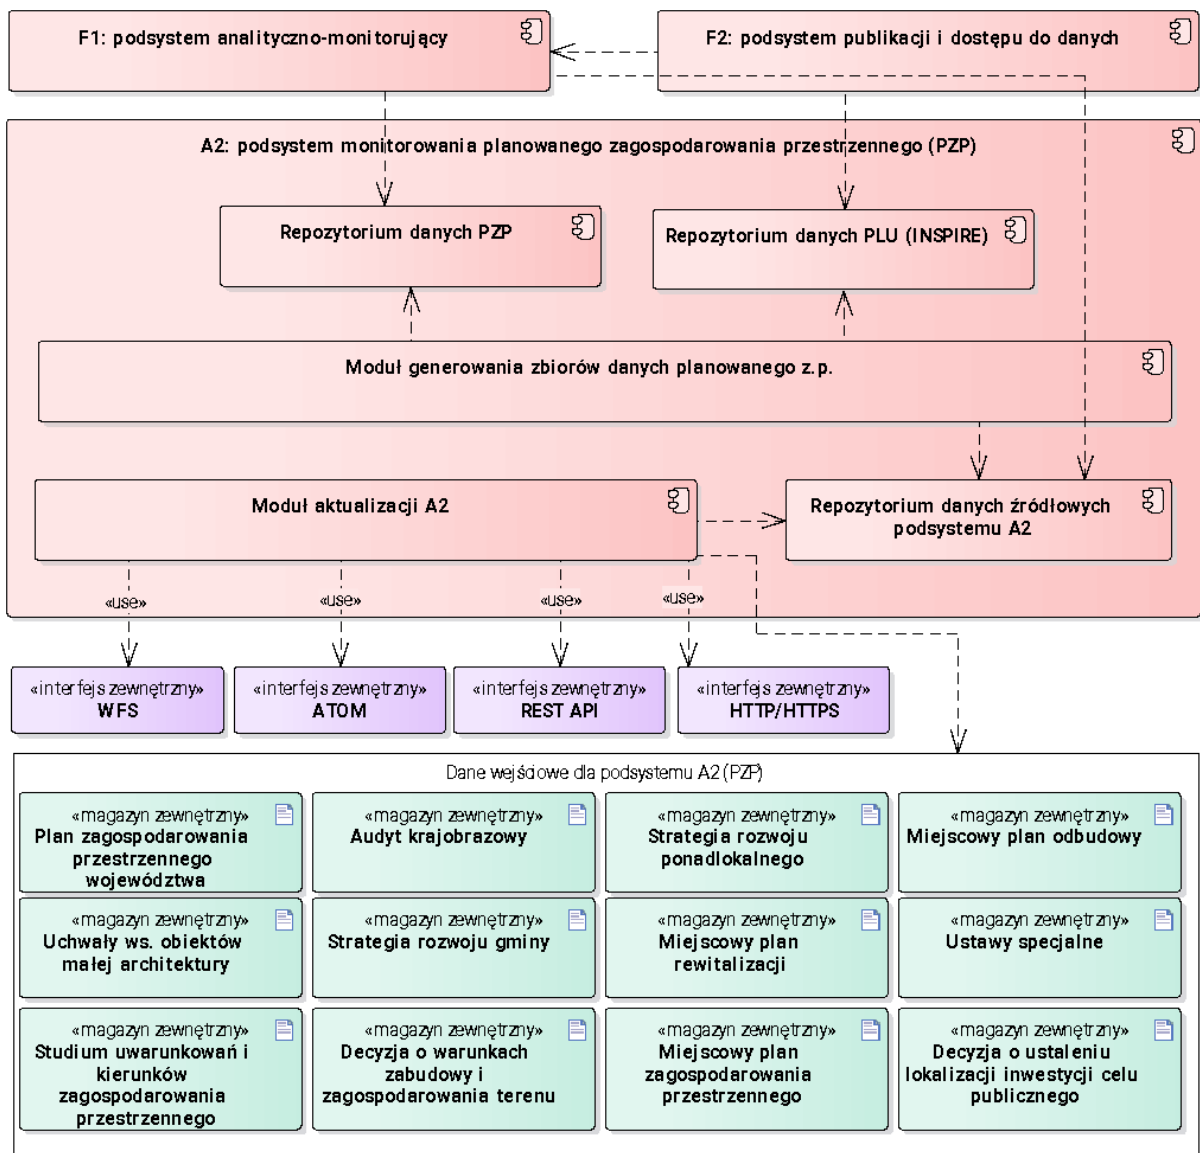 F1: podsystem analityczno-monitorujący
F2: podsystem publikacji i dostępu do danych
A2: podsystem monitorowania planowanego zagospodarowania przestrzennego (PZP)
Repozytorium danych PZP
Repozytorium danych PLU (INSPIRE)
Moduł generowania zbiorów danych planowanego z.p.
Moduł aktualizacji A2
Repozytorium danych źródłowych
podsystemu A2
«use»
«use»
«use»
«use»
«interfejs zewnętrzny»
WFS
«interfejs zewnętrzny»
ATOM
«interfejs zewnętrzny»
REST API
«interfejs zewnętrzny»
HTTP/HTTPS
Dane wejściowe dla podsystemu A2 (PZP)
«magazyn zewnętrzny»
Plan zagospodarowania
przestrzennego
województwa
«magazyn zewnętrzny»
Audyt krajobrazowy
«magazyn zewnętrzny»
Strategia rozwoju
ponadlokalnego
«magazyn zewnętrzny»
Miejscowy plan odbudowy
«magazyn zewnętrzny»
Uchwały ws. obiektów
małej architektury
«magazyn zewnętrzny»
Strategia rozwoju gminy
«magazyn zewnętrzny»
Miejscowy plan
rewitalizacji
«magazyn zewnętrzny»
Ustawy specjalne
«magazyn zewnętrzny»
Studium uwarunkowań i
kierunków
zagospodarowania
przestrzennego
«magazyn zewnętrzny»
Decyzja o warunkach
zabudowy i
zagospodarowania terenu
«magazyn zewnętrzny»
Miejscowy plan
zagospodarowania
przestrzennego
«magazyn zewnętrzny»
Decyzja o ustaleniu
lokalizacji inwestycji celu
publicznego